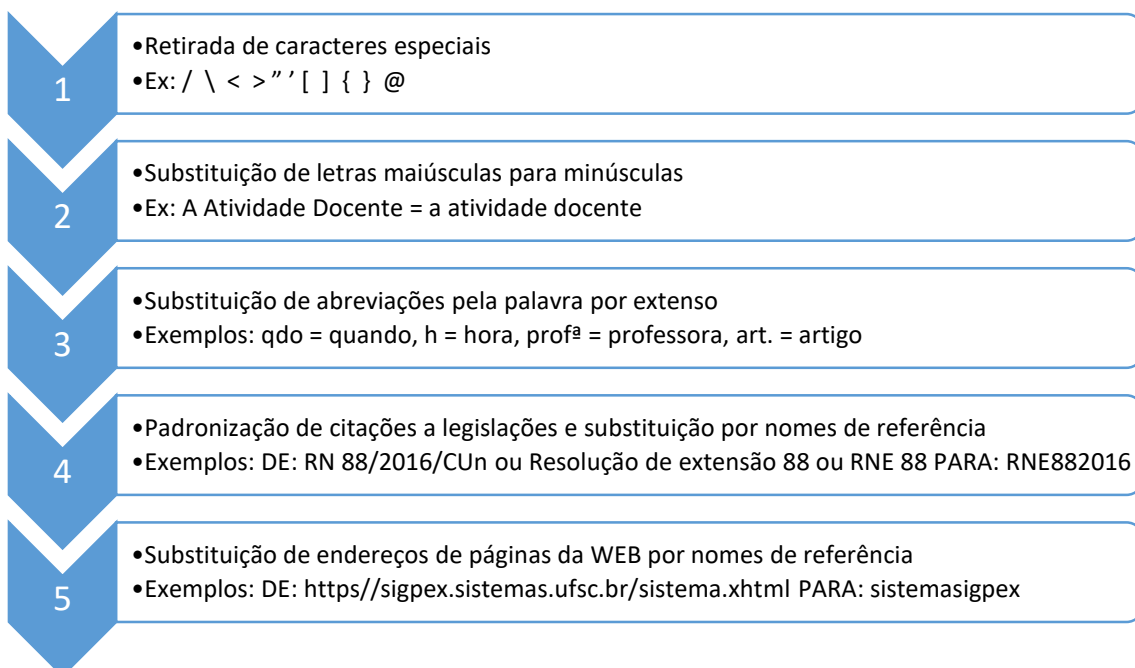 1
•Retirada de caracteres especiais
•Ex: / \ < > ” ’ [ ] { } @
2
•Substituição de letras maiúsculas para minúsculas
•Ex: A Atividade Docente = a atividade docente
3
•Substituição de abreviações pela palavra por extenso
•Exemplos: qdo = quando, h = hora, profª = professora, art. = artigo
4
•Padronização de citações a legislações e substituição por nomes de referência
•Exemplos: DE: RN 88/2016/CUn ou Resolução de extensão 88 ou RNE 88 PARA: RNE882016
5
•Substituição de endereços de páginas da WEB por nomes de referência
•Exemplos: DE: https//sigpex.sistemas.ufsc.br/sistema.xhtml PARA: sistemasigpex